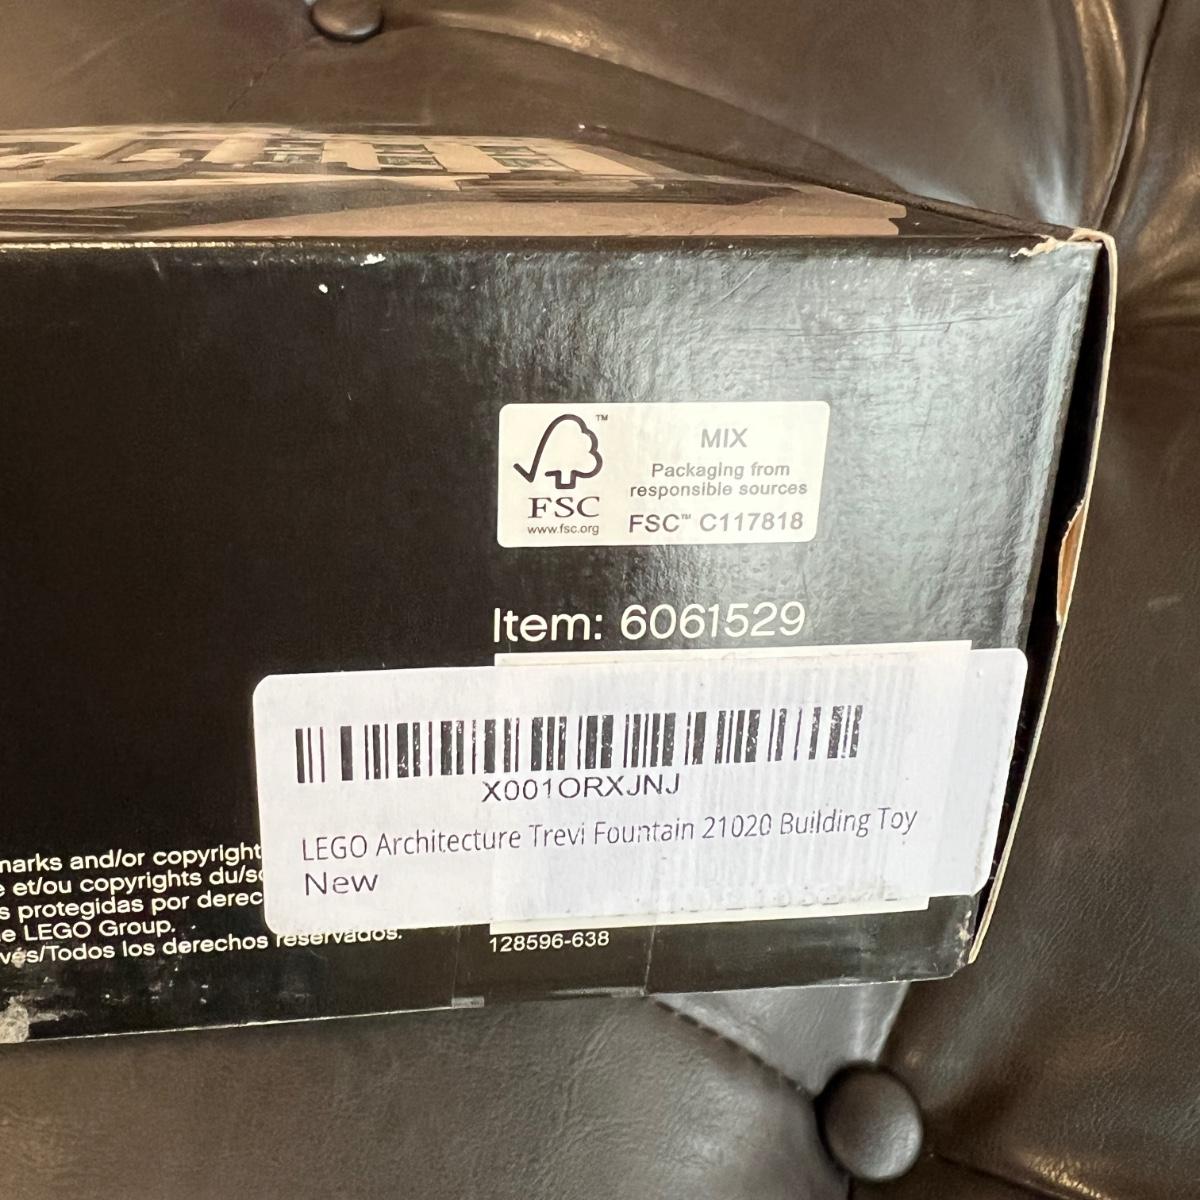 MIX
Packaging from
responsible sources
FSC™ C117818
™
FSC
www.fsc.org
Item: 6061529
X001ORXJNJ
LEGO Architecture Trevi Fountain 21020 Building Toy
New
marks and/or copyright
e et/ou copyrights du/
s protegidas por derec
e LEGO Group.
vés/Todos los derechos reservados.
128596-638